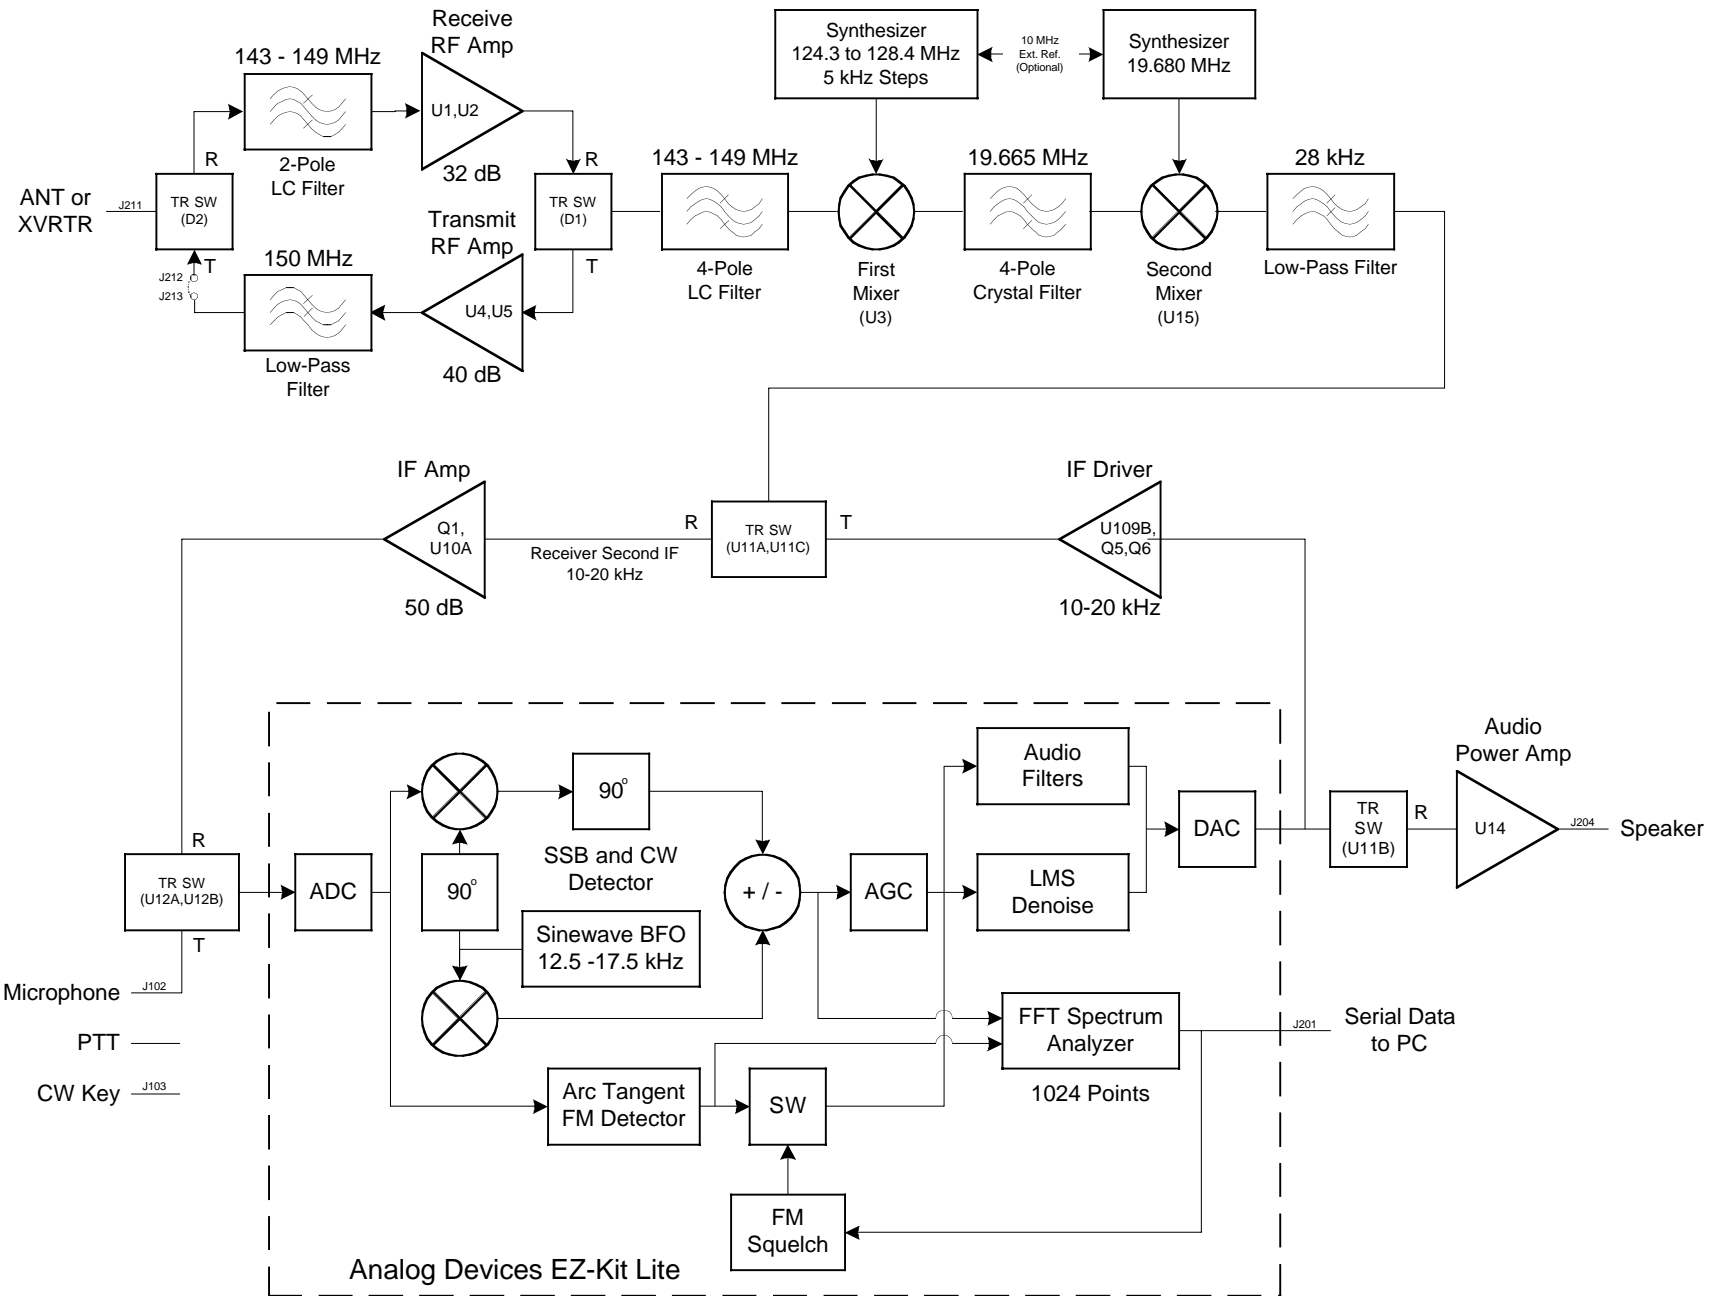 Receive
RF Amp
143 - 149 MHz
U1,U2
2-Pole
LC Filter
32 dB
R
ANT or
XVRTR
J211
TR SW
(D2)
T
J212
J213
150 MHz
Low-Pass
Filter
Transmit
RF Amp
U4,U5
40 dB
R
TR SW
(D1)
T
143 - 149 MHz
4-Pole
LC Filter
Synthesizer
124.3 to 128.4 MHz
5 kHz Steps
10 MHz
Ext. Ref.
(Optional)
Synthesizer
19.680 MHz
First
Mixer
(U3)
19.665 MHz
4-Pole
Crystal Filter
Second
Mixer
(U15)
28 kHz
Low-Pass Filter
IF Amp
Q1,
U10A
50 dB
R
Receiver Second IF
10-20 kHz
TR SW
(U11A,U11C)
T
IF Driver
U109B,
Q5,Q6
10-20 kHz
R
TR SW
(U12A,U12B)
T
Microphone
J102
PTT
CW Key
J103
ADC
90°
SSB and CW
Detector
90°
Sinewave BFO
12.5 -17.5 kHz
+ / -
AGC
Audio
Filters
LMS
Denoise
DAC
TR
SW
(U11B)
R
Audio
Power Amp
U14
J204
Speaker
FFT Spectrum
Analyzer
1024 Points
J201
Serial Data
to PC
Arc Tangent
FM Detector
SW
FM
Squelch
Analog Devices EZ-Kit Lite